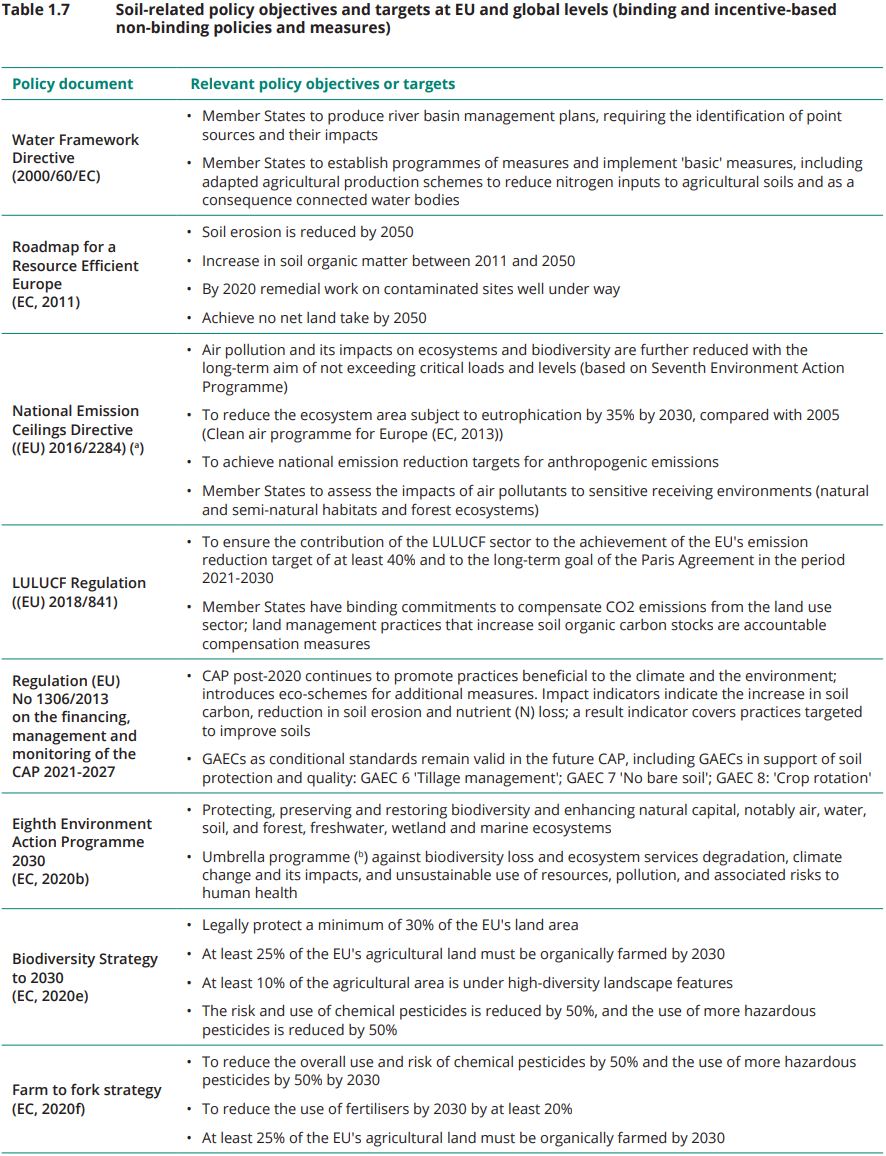 Table 1.7 Soil-related policy objectives and targets at EU and global levels (binding and incentive-based
non-binding policies and measures)
Policy document Relevant policy objectives or targets
Water Framework
Directive
(2000/60/EC)
• Member States to produce river basin management plans, requiring the identification of point
sources and their impacts
• Member States to establish programmes of measures and implement 'basic' measures, including
adapted agricultural production schemes to reduce nitrogen inputs to agricultural soils and as a
consequence connected water bodies
Roadmap for a
Resource Efficient
Europe
(EC, 2011)
• Soil erosion is reduced by 2050
• Increase in soil organic matter between 2011 and 2050
• By 2020 remedial work on contaminated sites well under way
• Achieve no net land take by 2050
National Emission
Ceilings Directive
((EU) 2016/2284) (ᵃ)
• Air pollution and its impacts on ecosystems and biodiversity are further reduced with the
long-term aim of not exceeding critical loads and levels (based on Seventh Environment Action
Programme)
• To reduce the ecosystem area subject to eutrophication by 35% by 2030, compared with 2005
(Clean air programme for Europe (EC, 2013))
• To achieve national emission reduction targets for anthropogenic emissions
• Member States to assess the impacts of air pollutants to sensitive receiving environments (natural
and semi-natural habitats and forest ecosystems)
LULUCF Regulation
((EU) 2018/841)
• To ensure the contribution of the LULUCF sector to the achievement of the EU's emission
reduction target of at least 40% and to the long-term goal of the Paris Agreement in the period
2021-2030
• Member States have binding commitments to compensate CO2 emissions from the land use
sector; land management practices that increase soil organic carbon stocks are accountable
compensation measures
Regulation (EU)
No 1306/2013
on the financing,
management and
monitoring of the
CAP 2021-2027
• CAP post-2020 continues to promote practices beneficial to the climate and the environment;
introduces eco-schemes for additional measures. Impact indicators indicate the increase in soil
carbon, reduction in soil erosion and nutrient (N) loss; a result indicator covers practices targeted
to improve soils
• GAECs as conditional standards remain valid in the future CAP, including GAECs in support of soil
protection and quality: GAEC 6 'Tillage management'; GAEC 7 'No bare soil'; GAEC 8: 'Crop rotation'
Eighth Environment
Action Programme
2030
(EC, 2020b)
• Protecting, preserving and restoring biodiversity and enhancing natural capital, notably air, water,
soil, and forest, freshwater, wetland and marine ecosystems
• Umbrella programme (ᵇ) against biodiversity loss and ecosystem services degradation, climate
change and its impacts, and unsustainable use of resources, pollution, and associated risks to
human health
Biodiversity Strategy
to 2030
(EC, 2020e)
• Legally protect a minimum of 30% of the EU's land area
• At least 25% of the EU's agricultural land must be organically farmed by 2030
• At least 10% of the agricultural area is under high-diversity landscape features
• The risk and use of chemical pesticides is reduced by 50%, and the use of more hazardous
pesticides is reduced by 50%
Farm to fork strategy
(EC, 2020f)
• To reduce the overall use and risk of chemical pesticides by 50% and the use of more hazardous
pesticides by 50% by 2030
• To reduce the use of fertilisers by 2030 by at least 20%
• At least 25% of the EU's agricultural land must be organically farmed by 2030